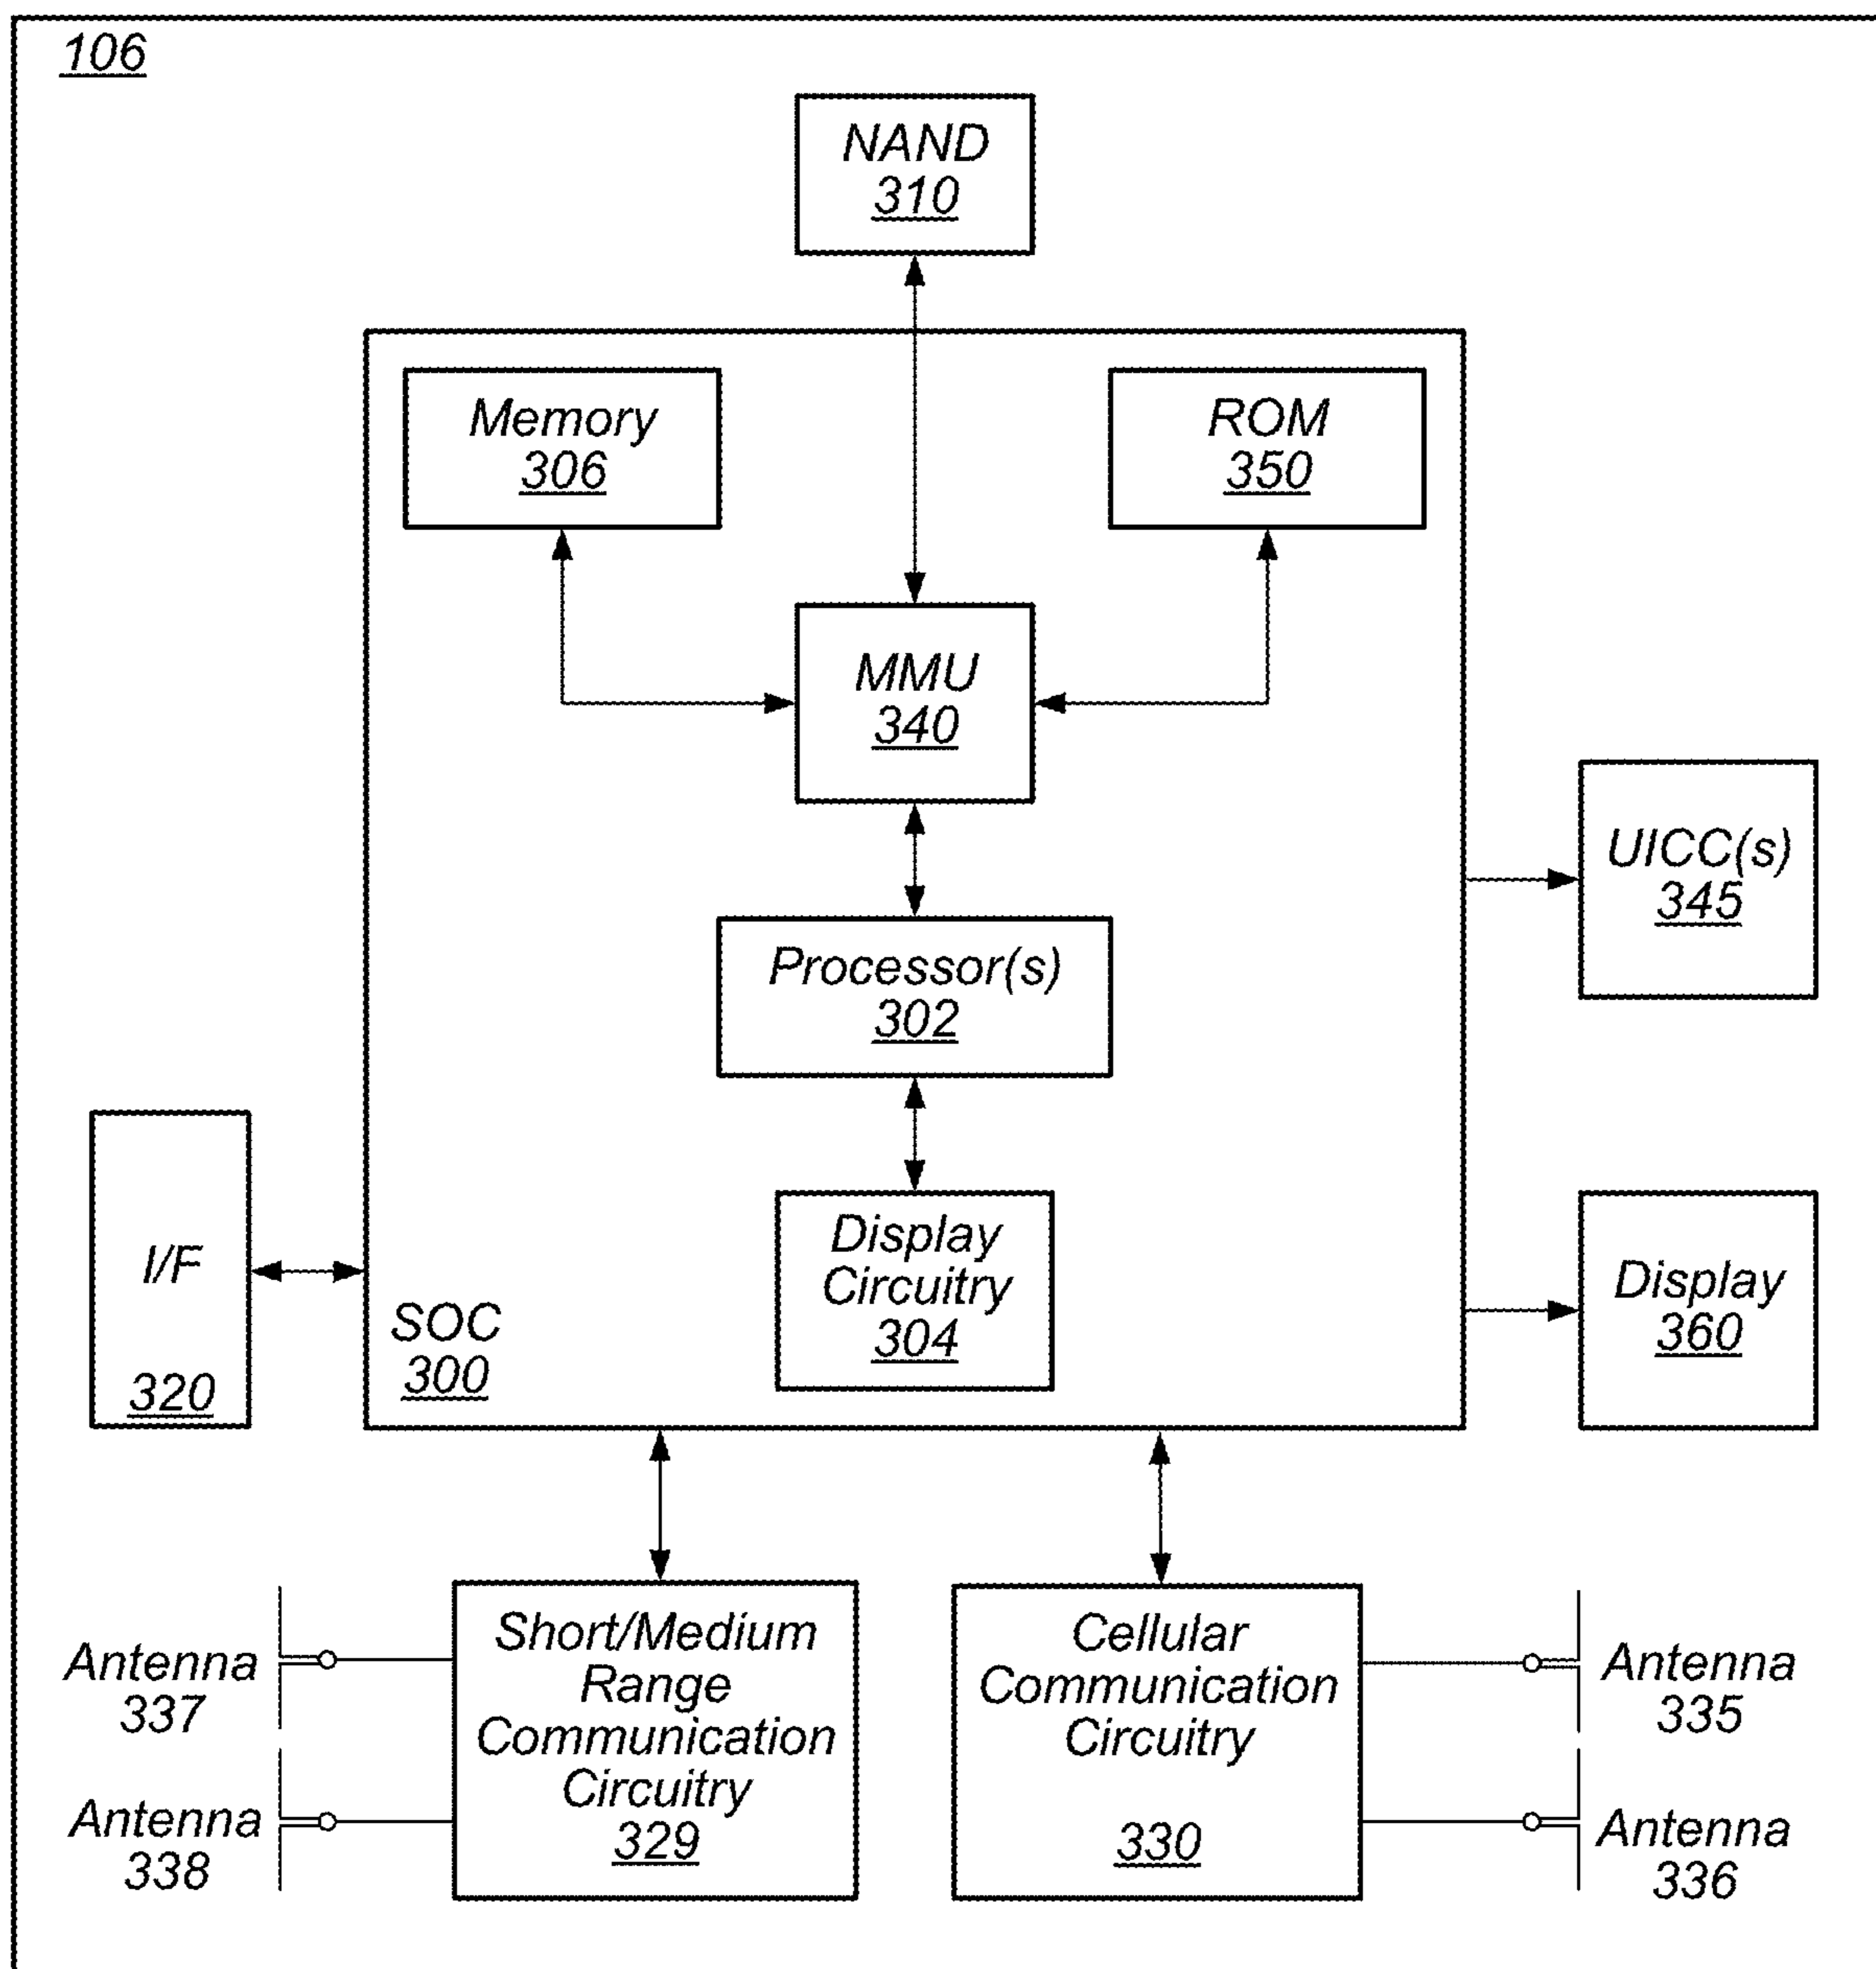 106
NAND
310
Memory
306
ROM
350
MMU
340
UICC(s)
345
Processor(s)
302
I/F
320
Display
Circuitry
304
SOC
300
Display
360
Short/Medium
Range
Communication
Circuitry
329
Cellular
Communication
Circuitry
330
Antenna
337
Antenna
338
Antenna
335
Antenna
336